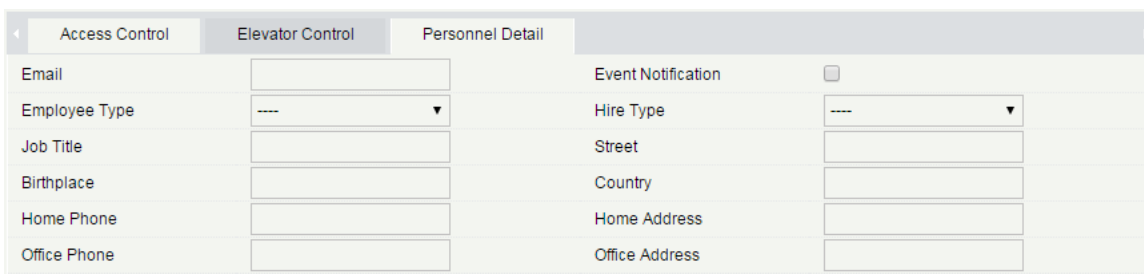 Access Control Elevator Control Personnel Detail
Email Event Notification
Employee Type ---- Hire Type ----
Job Title Street
Birthplace Country
Home Phone Home Address
Office Phone Office Address